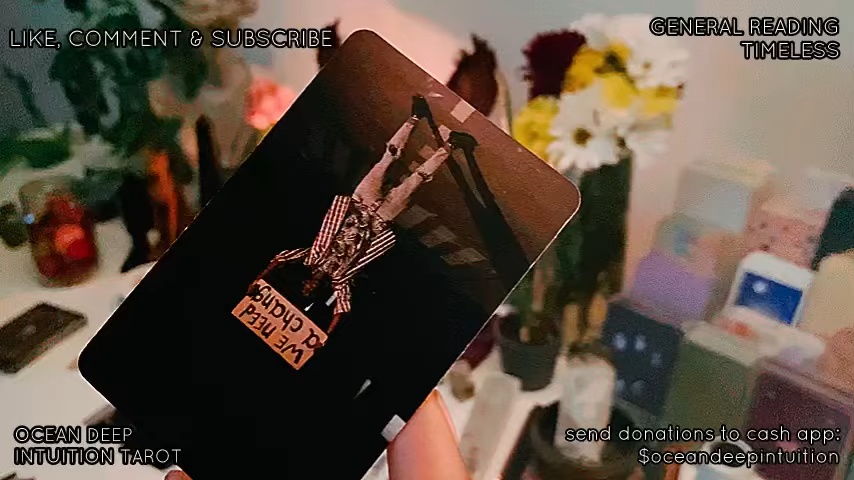 LIKE, COMMENT & SUBSCRIBE
GENERAL READING
TIMELESS
WE NEED
a change
OCEAN DEEP
INTUITION TAROT
send donations to cash app:
$oceandeepintuition